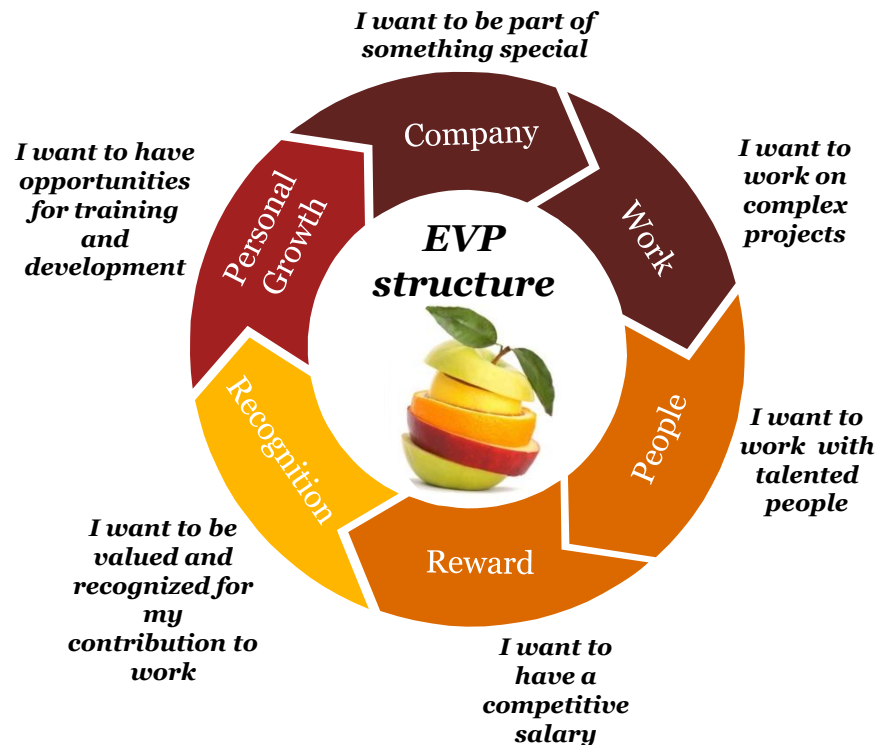 I want to be part of
something special
Company
I want to
work on
complex
projects
Work
I want to
work with
talented
people
People
I want to
have a
competitive
salary
Reward
I want to be
valued and
recognized for
my
contribution to
work
Recognition
I want to have
opportunities
for training
and
development
Personal
Growth
EVP
structure